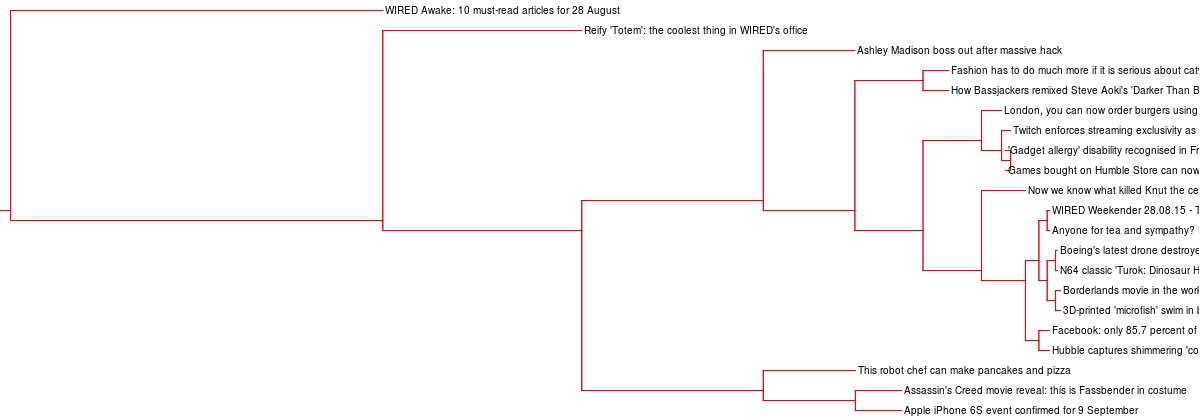 WIRED Awake: 10 must-read articles for 28 August
Reify 'Totem': the coolest thing in WIRED's office
Ashley Madison boss out after massive hack
Fashion has to do much more if it is serious about
How Bassjackers remixed Steve Aoki's 'Darker Than
London, you can now order burgers using
Twitch enforces streaming exclusivity as
'Gadget allergy' disability recognised in
Games bought on Humble Store can now
Now we know what killed Knut the
WIRED Weekender 28.08.15 -
Anyone for tea and sympathy?
Boeing's latest drone
N64 classic 'Turok: Dinosaur
Borderlands movie in the
3D-printed 'microfish' swim in
Facebook: only 85.7 percent of
Hubble captures shimmering
This robot chef can make pancakes and pizza
Assassin's Creed movie reveal: this is Fassbender in costume
Apple iPhone 6S event confirmed for 9 September